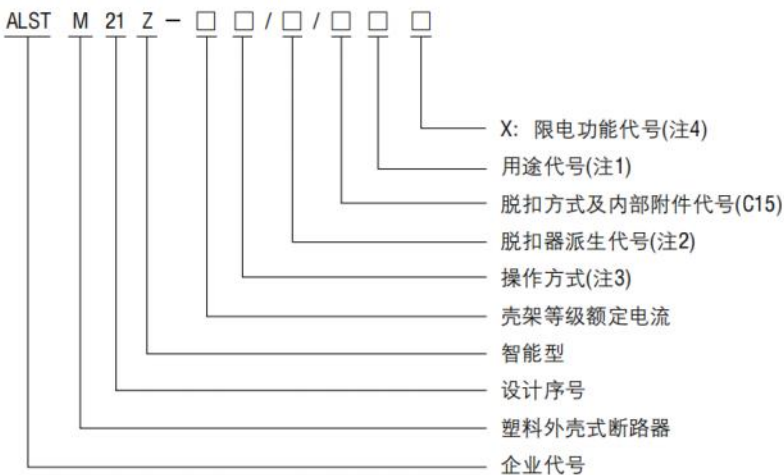 ALST M 21 Z - □ □ / □ / □ □ □
X: 限电功能代号(注4)
用途代号(注1)
脱扣方式及内部附件代号(C15)
脱扣器派生代号(注2)
操作方式(注3)
壳架等级额定电流
智能型
设计序号
塑料外壳式断路器
企业代号